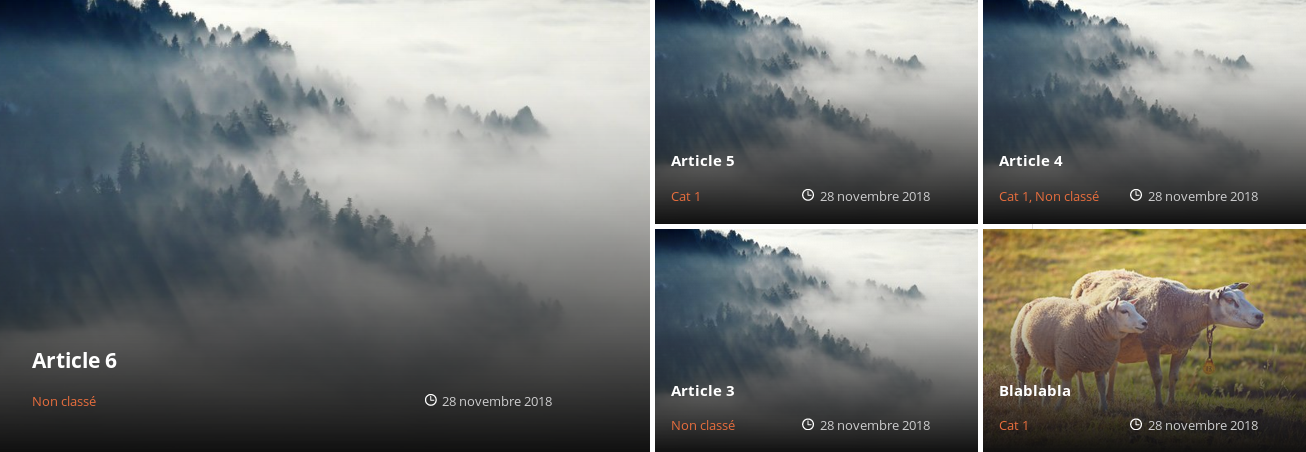 Article 6
Non classé
28 novembre 2018
Article 5
Cat 1
28 novembre 2018
Article 4
Cat 1, Non classé
28 novembre 2018
Article 3
Non classé
28 novembre 2018
Blablabla
Cat 1
28 novembre 2018